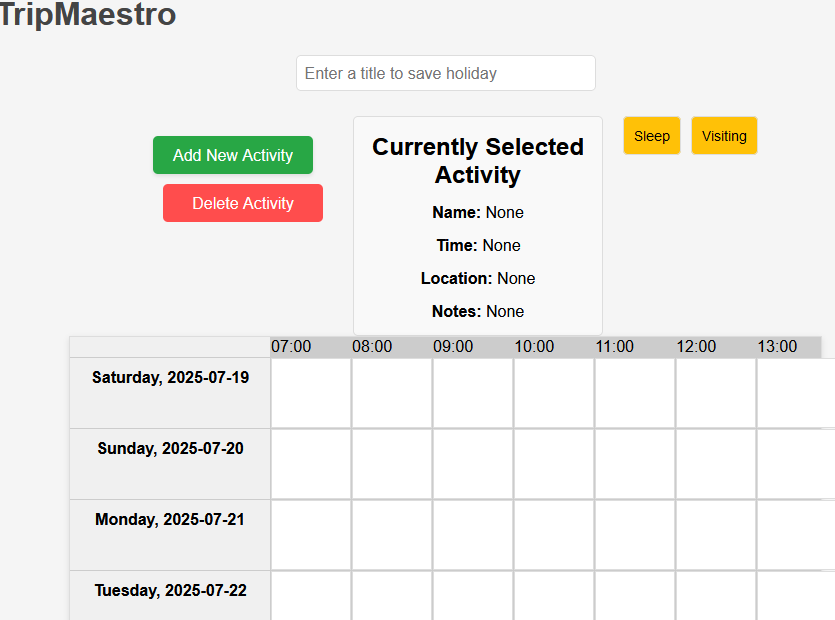 TripMaestro
Enter a title to save holiday
Add New Activity
Delete Activity
Currently Selected
Activity
Name: None
Time: None
Location: None
Notes: None
Sleep
Visiting
07:00 08:00 09:00 10:00 11:00 12:00 13:00
Saturday, 2025-07-19
Sunday, 2025-07-20
Monday, 2025-07-21
Tuesday, 2025-07-22